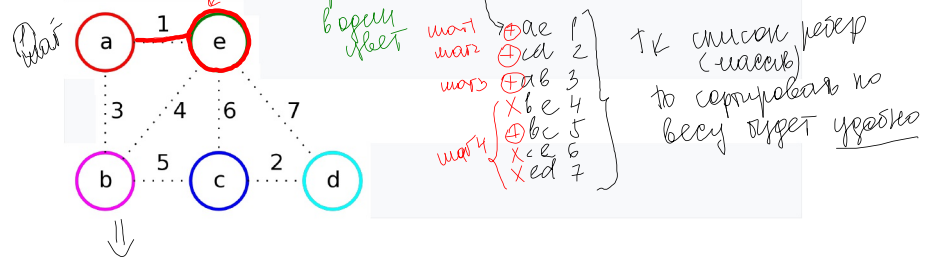 1 шаг
a 1 e
3 4 6 7
b 5 c 2 d
в один
цвет
шаг1 + ae 1
шаг2 + cd 2
шаг3 + ab 3
x be 4
шаг4 + bc 5
x ce 6
x ed 7
т.к список ребер
(массив)
то сортировать по
весу будет удобно